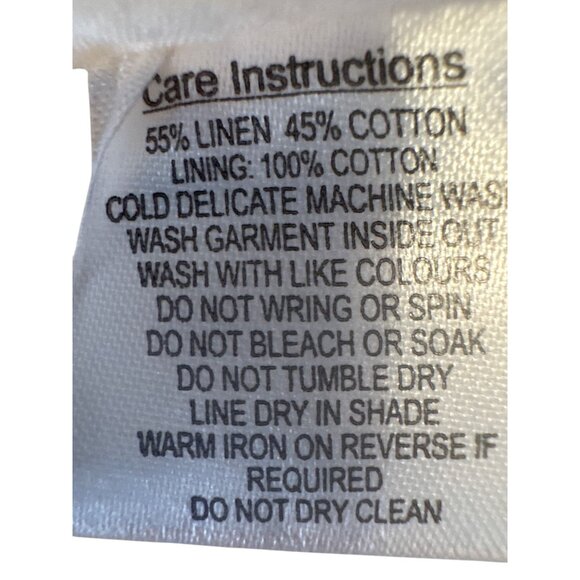 Care Instructions
55% LINEN 45% COTTON
LINING: 100% COTTON
COLD DELICATE MACHINE WASH
WASH GARMENT INSIDE OUT
WASH WITH LIKE COLOURS
DO NOT WRING OR SPIN
DO NOT BLEACH OR SOAK
DO NOT TUMBLE DRY
LINE DRY IN SHADE
WARM IRON ON REVERSE IF
REQUIRED
DO NOT DRY CLEAN